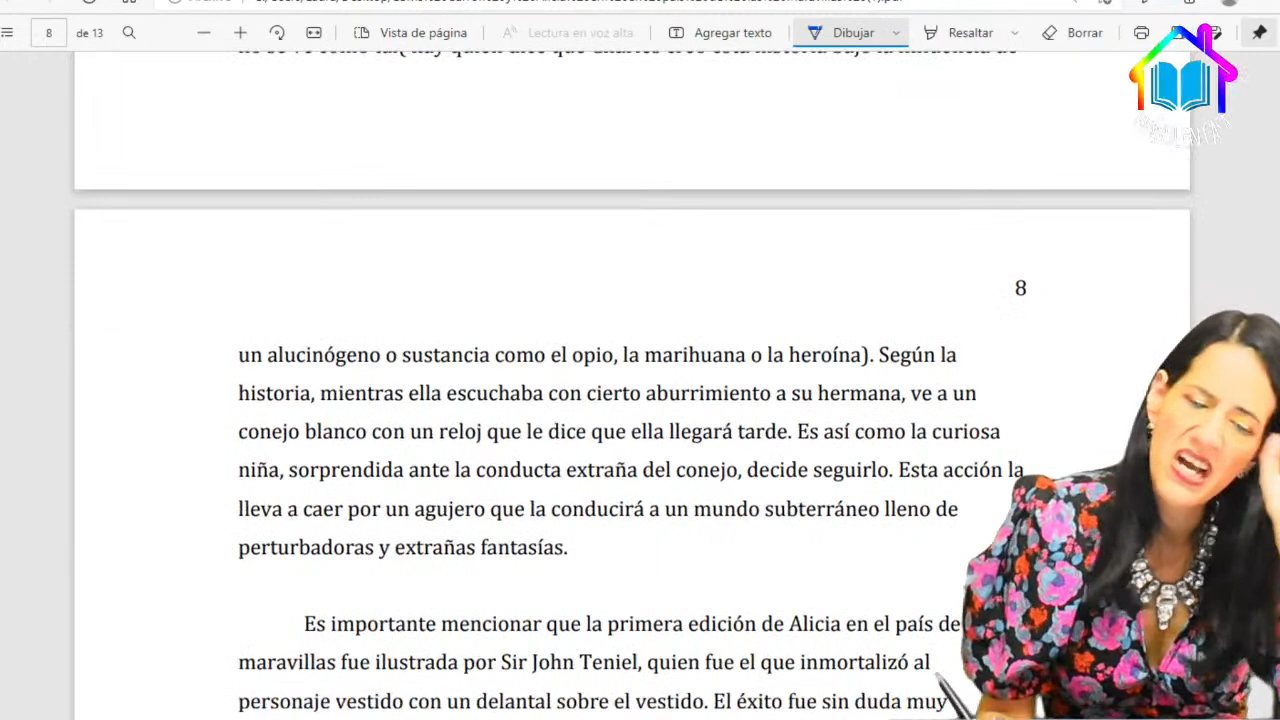 8 de 13
Vista de página
Lectura en voz alta
Agregar texto
Dibujar
Resaltar
Borrar
8
un alucinógeno o sustancia como el opio, la marihuana o la heroína). Según la
historia, mientras ella escuchaba con cierto aburrimiento a su hermana, ve a un
conejo blanco con un reloj que le dice que ella llegará tarde. Es así como la curiosa
niña, sorprendida ante la conducta extraña del conejo, decide seguirlo. Esta acción la
lleva a caer por un agujero que la conducirá a un mundo subterráneo lleno de
perturbadoras y extrañas fantasías.
Es importante mencionar que la primera edición de Alicia en el país de
maravillas fue ilustrada por Sir John Teniel, quien fue el que inmortalizó al
personaje vestido con un delantal sobre el vestido. El éxito fue sin duda muy